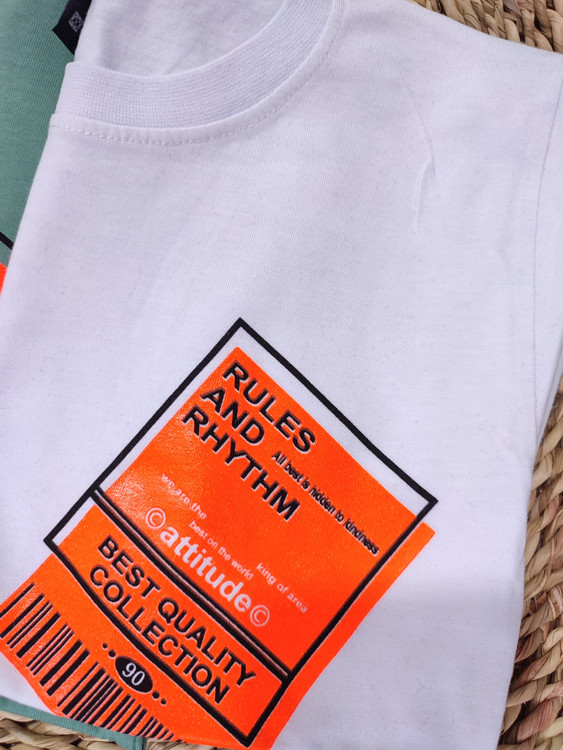 RULES
AND
RHYTHM
All best is hidden to kindness
we are the
best on the world
king of area
©attitude©
BEST QUALITY
COLLECTION
90